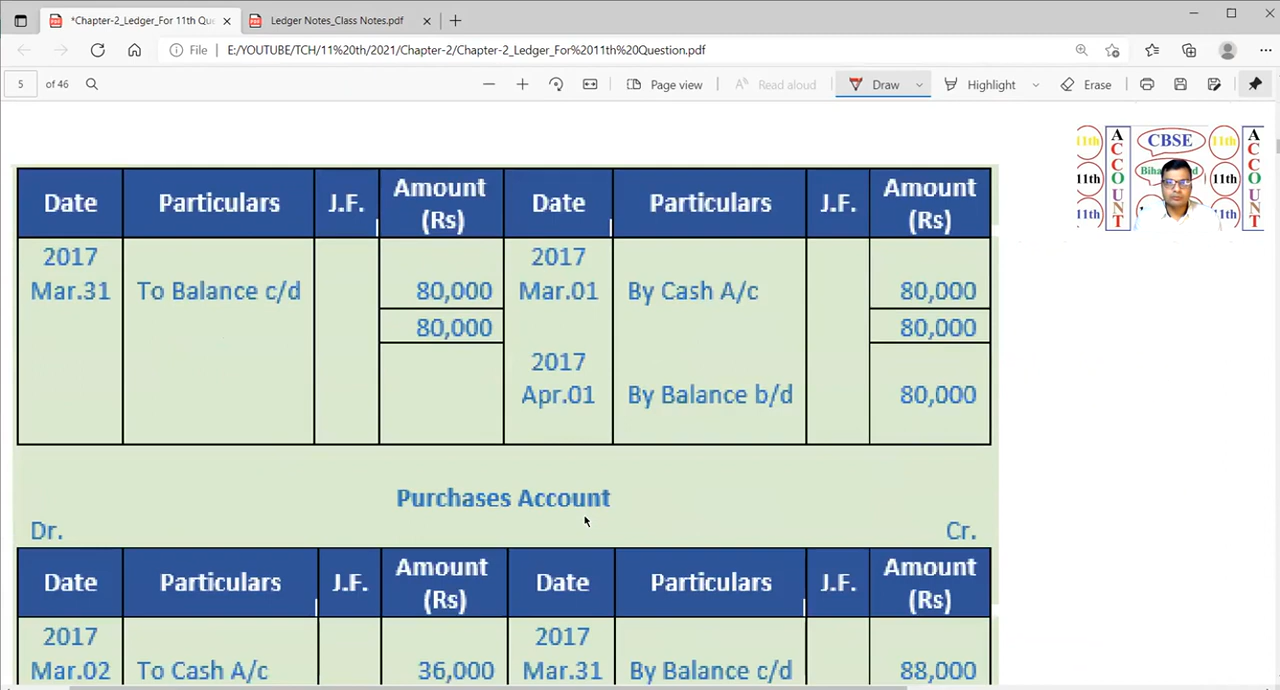 *Chapter-2_Ledger_For 11th Qu
Ledger Notes_Class Notes.pdf
File
E:/YOUTUBE/TCH/11%20th/2021/Chapter-2/Chapter-2_Ledger_For%2011th%20Question.pdf
5 of 46
Page view
Read aloud
Draw
Highlight
Erase
11th
11th
11th
ACCOUNT
CBSE
11th
11th
11th
ACCOUNT
Date Particulars J.F. Amount (Rs) Date Particulars J.F. Amount (Rs)
2017 2017
Mar.31 To Balance c/d 80,000 Mar.01 By Cash A/c 80,000
80,000 80,000
2017
Apr.01 By Balance b/d 80,000
Purchases Account
Dr. Cr.
Date Particulars J.F. Amount (Rs) Date Particulars J.F. Amount (Rs)
2017 2017
Mar.02 To Cash A/c 36,000 Mar.31 By Balance c/d 88,000